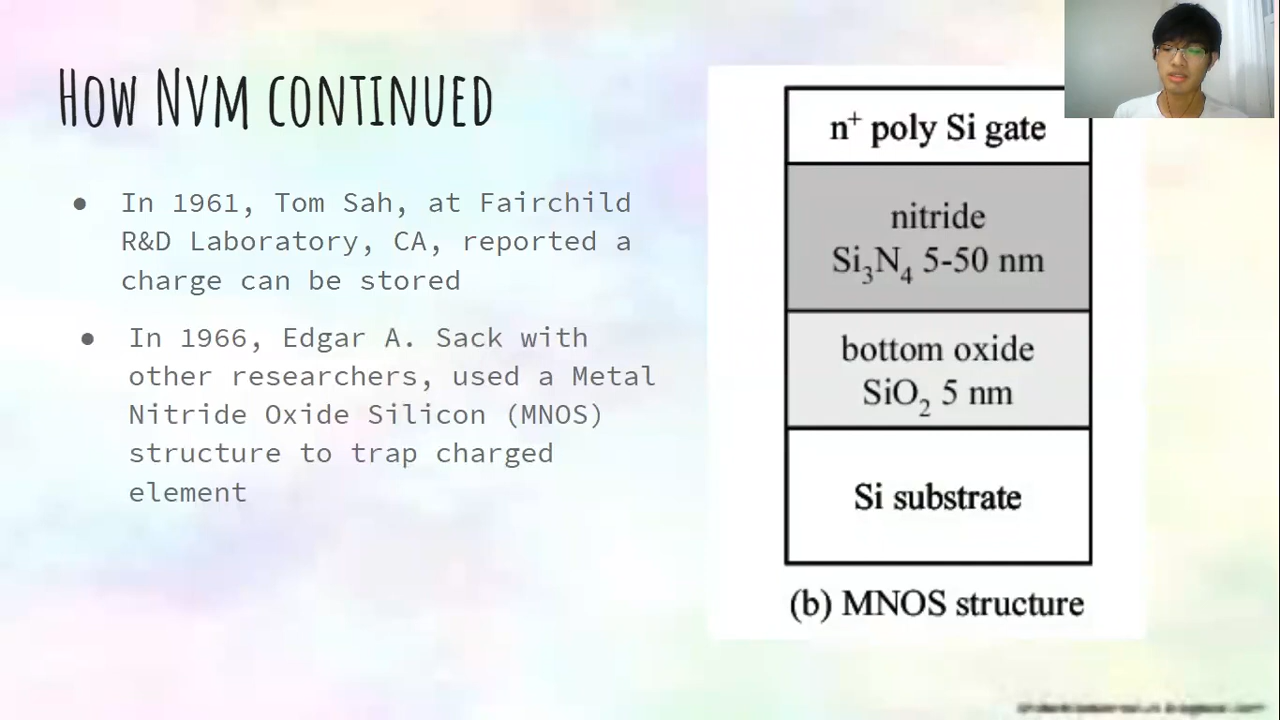 How Nvm continued
● In 1961, Tom Sah, at Fairchild
R&D Laboratory, CA, reported a
charge can be stored
● In 1966, Edgar A. Sack with
other researchers, used a Metal
Nitride Oxide Silicon (MNOS)
structure to trap charged
element
n⁺ poly Si gate
nitride
Si₃N₄ 5-50 nm
bottom oxide
SiO₂ 5 nm
Si substrate
(b) MNOS structure